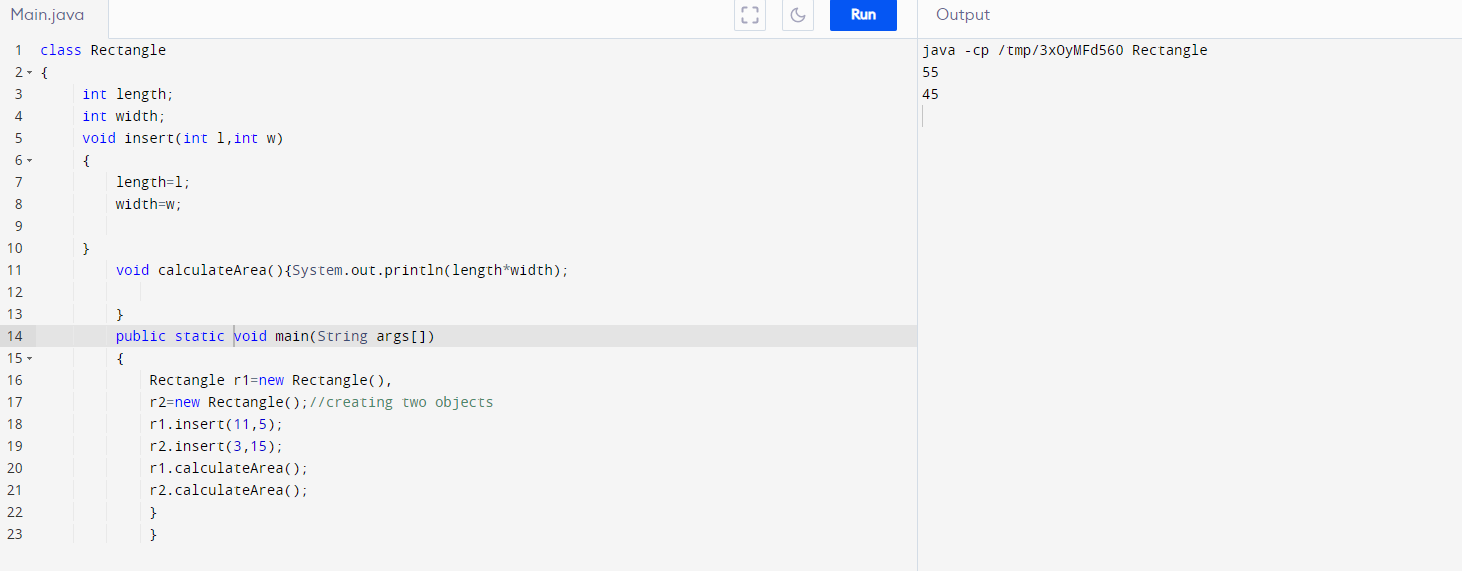 Main.java
Run
Output
1 class Rectangle
2 {
3 int length;
4 int width;
5 void insert(int l,int w)
6 {
7 length=l;
8 width=w;
9
10 }
11 void calculateArea(){System.out.println(length*width);
12
13 }
14 public static void main(String args[])
15 {
16 Rectangle r1=new Rectangle(),
17 r2=new Rectangle();//creating two objects
18 r1.insert(11,5);
19 r2.insert(3,15);
20 r1.calculateArea();
21 r2.calculateArea();
22 }
23 }
java -cp /tmp/3xOyMFd56O Rectangle
55
45